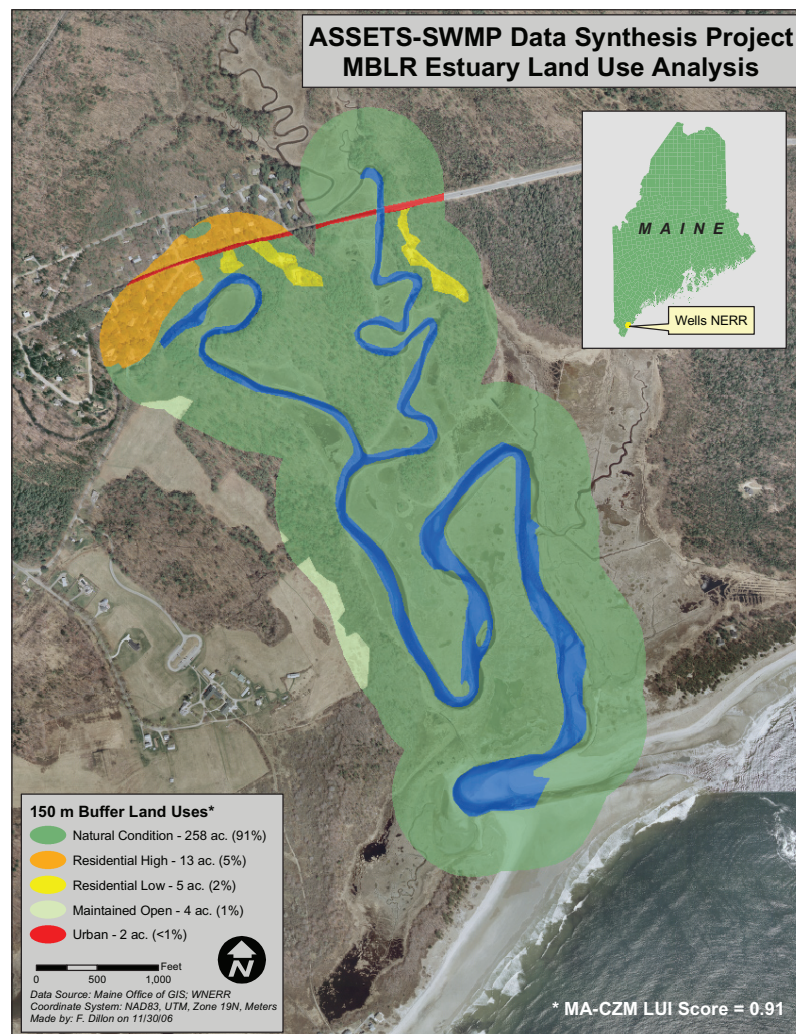 ASSETS-SWMP Data Synthesis Project
MBLR Estuary Land Use Analysis
MAINE
Wells NERR
150 m Buffer Land Uses*
Natural Condition - 258 ac. (91%)
Residential High - 13 ac. (5%)
Residential Low - 5 ac. (2%)
Maintained Open - 4 ac. (1%)
Urban - 2 ac. (<1%)
N
Feet
0 500 1,000
Data Source: Maine Office of GIS; WNERR
Coordinate System: NAD83, UTM, Zone 19N, Meters
Made by: F. Dillon on 11/30/06
* MA-CZM LUI Score = 0.91